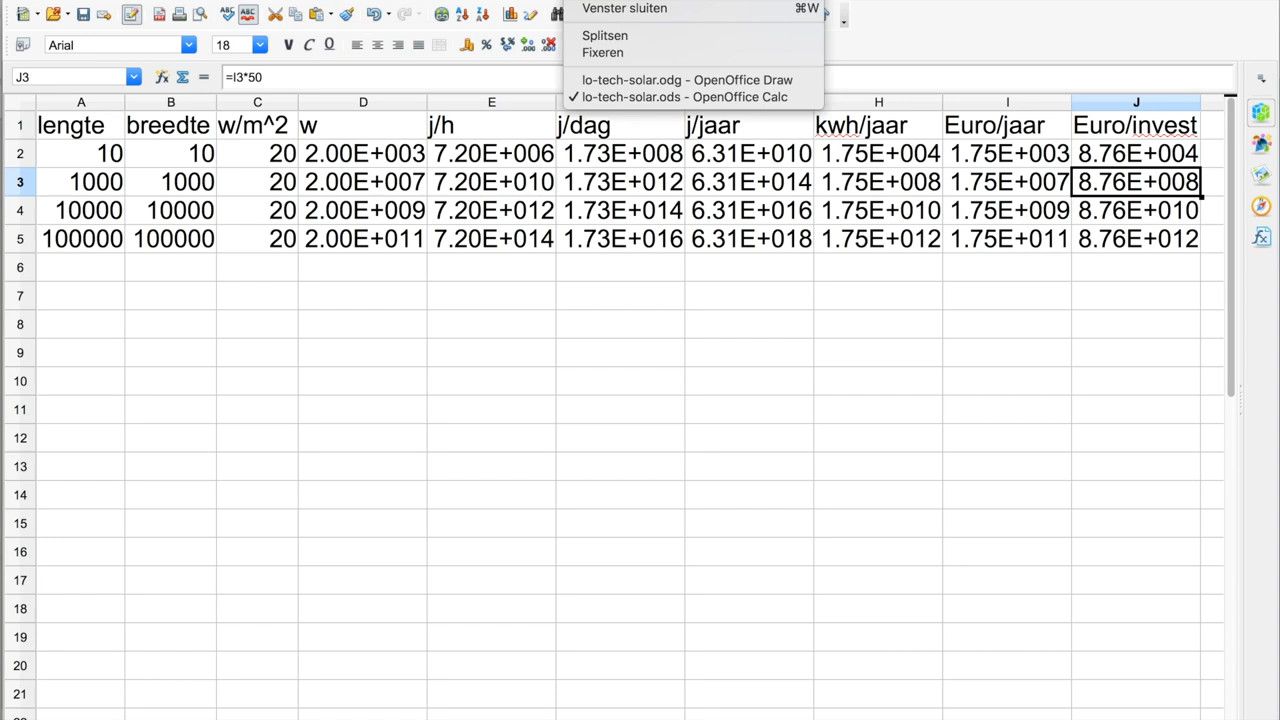 Venster sluiten ⌘W
Splitsen
Fixeren
lo-tech-solar.odg - OpenOffice Draw
✓ lo-tech-solar.ods - OpenOffice Calc
Arial 18
J3 =I3*50
A B C D E H I J
1 lengte breedte w/m^2 w j/h j/dag j/jaar kwh/jaar Euro/jaar Euro/invest
2 10 10 20 2.00E+003 7.20E+006 1.73E+008 6.31E+010 1.75E+004 1.75E+003 8.76E+004
3 1000 1000 20 2.00E+007 7.20E+010 1.73E+012 6.31E+014 1.75E+008 1.75E+007 8.76E+008
4 10000 10000 20 2.00E+009 7.20E+012 1.73E+014 6.31E+016 1.75E+010 1.75E+009 8.76E+010
5 100000 100000 20 2.00E+011 7.20E+014 1.73E+016 6.31E+018 1.75E+012 1.75E+011 8.76E+012
6
7
8
9
10
11
12
13
14
15
16
17
18
19
20
21